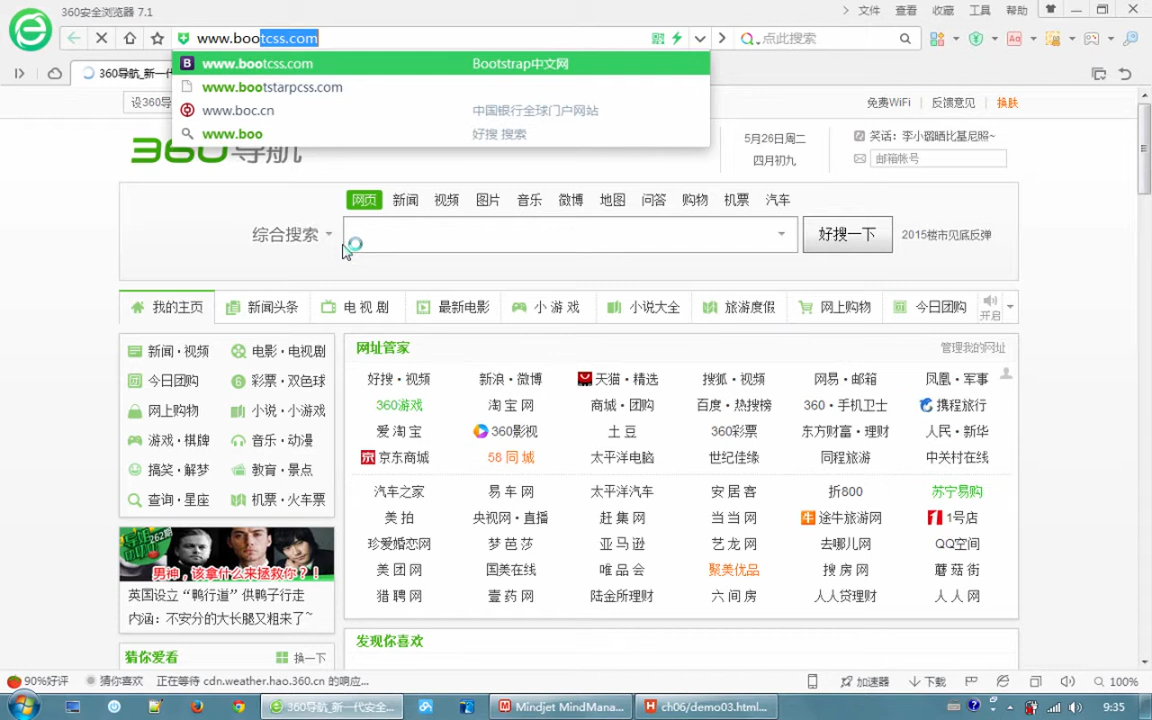 360安全浏览器 7.1
文件 查看 收藏 工具 帮助
www.bootcss.com
点此搜索
www.bootcss.com Bootstrap中文网
www.bootstarpcss.com
www.boc.cn 中国银行全球门户网站
www.boo 好搜 搜索
360导航_新一代
设360导
免费WiFi 反馈意见 换肤
360导航
5月26日周二
四月初九
笑话：李小璐晒比基尼照~
邮箱帐号
网页 新闻 视频 图片 音乐 微博 地图 问答 购物 机票 汽车
综合搜索 好搜一下 2015楼市见底反弹
我的主页 新闻头条 电视剧 最新电影 小游戏 小说大全 旅游度假 网上购物 今日团购 开启
新闻·视频 电影·电视剧
今日团购 彩票·双色球
网上购物 小说·小游戏
游戏·棋牌 音乐·动漫
搞笑·解梦 教育·景点
查询·星座 机票·火车票
网址管家 管理我的网址
好搜·视频 新浪·微博 天猫·精选 搜狐·视频 网易·邮箱 凤凰·军事
360游戏 淘宝网 商城·团购 百度·热搜榜 360·手机卫士 携程旅行
爱淘宝 360影视 土豆 360彩票 东方财富·理财 人民·新华
京东商城 58同城 太平洋电脑 世纪佳缘 同程旅游 中关村在线
汽车之家 易车网 太平洋汽车 安居客 折800 苏宁易购
美拍 央视网·直播 赶集网 当当网 途牛旅游网 1号店
珍爱婚恋网 梦芭莎 亚马逊 艺龙网 去哪儿网 QQ空间
美团网 国美在线 唯品会 聚美优品 搜房网 蘑菇街
猎聘网 壹药网 陆金所理财 六间房 人人贷理财 人人网
262期
男神，该拿什么来拯救你？！
英国设立“鸭行道”供鸭子行走
内涵：不安分的大长腿又粗来了~
猜你爱看 换一下
发现你喜欢
90%好评 猜你喜欢 正在等待 cdn.weather.hao.360.cn 的响应...
加速器 下载 100%
360导航_新一代安全... Mindjet MindMana... ch06/demo03.html... 9:35